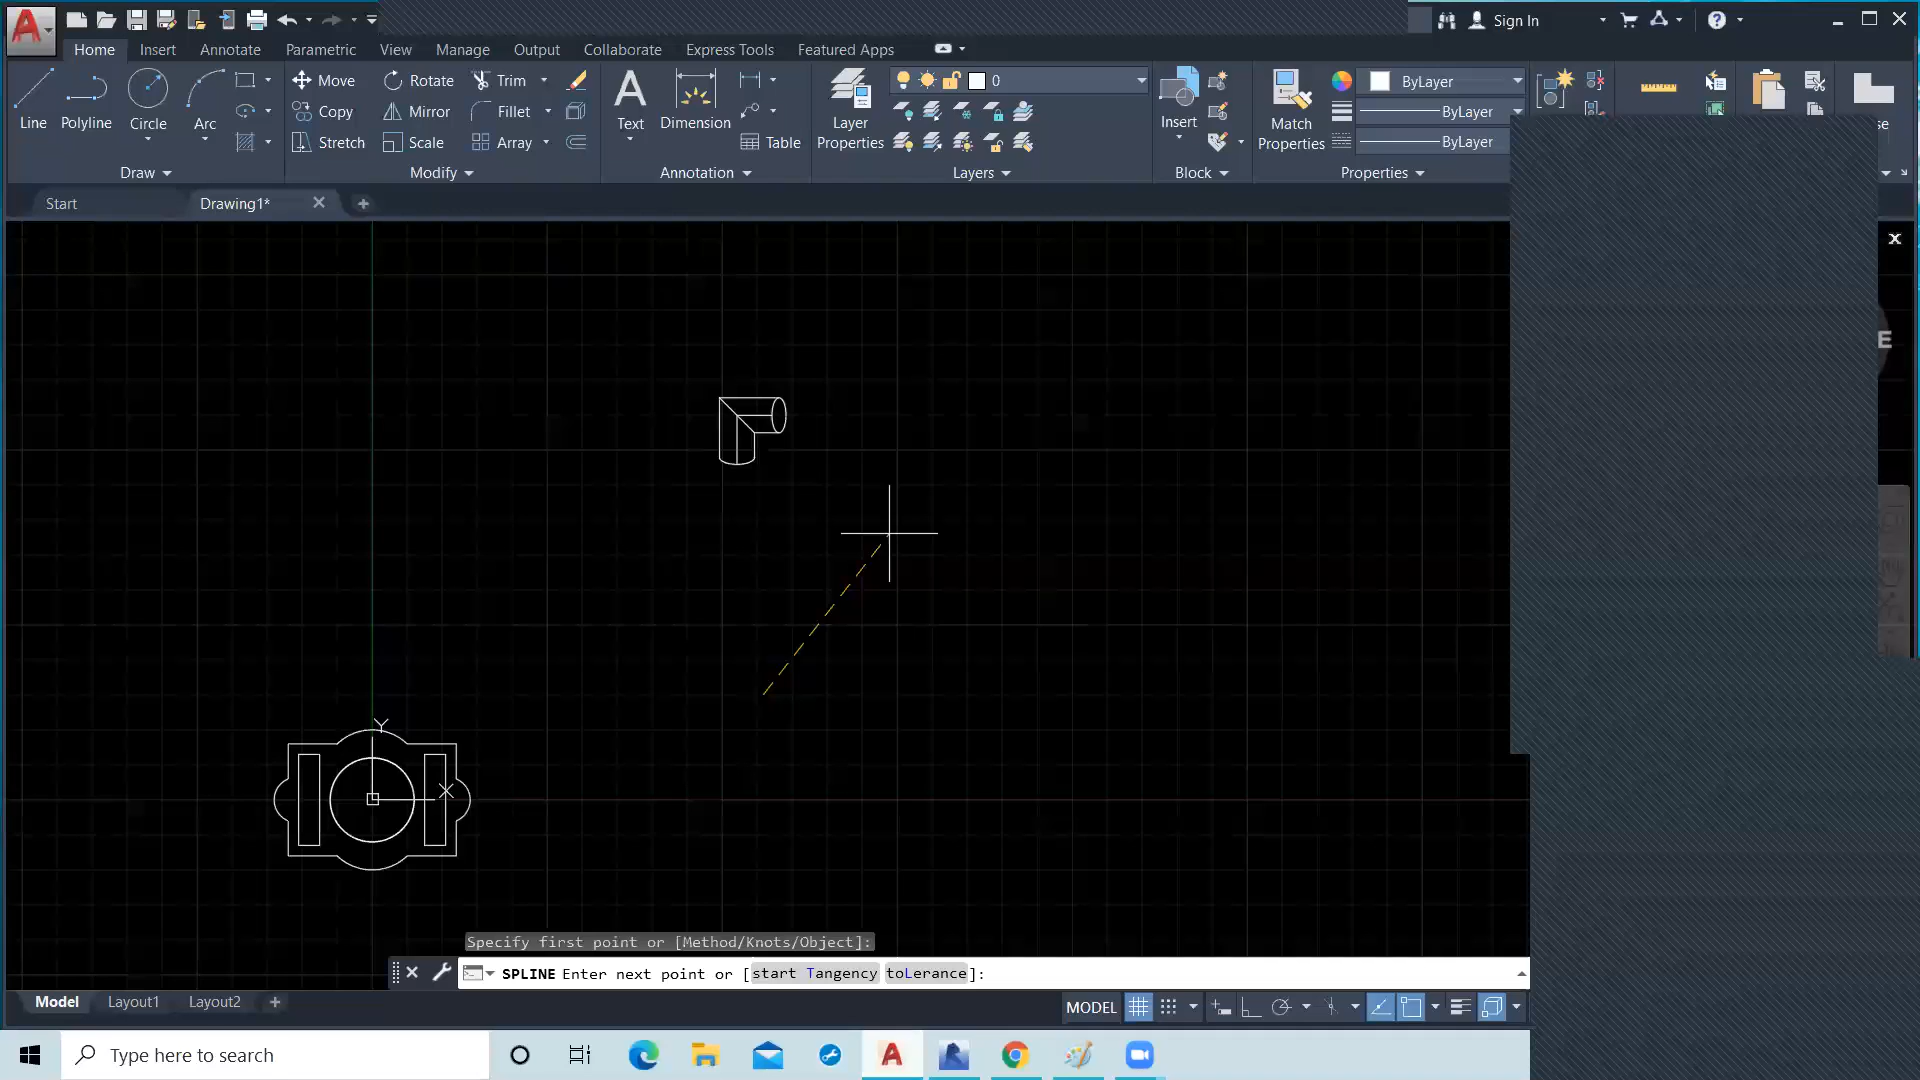 Sign In
Home Insert Annotate Parametric View Manage Output Collaborate Express Tools Featured Apps
Line Polyline Circle Arc
Move Rotate Trim
Copy Mirror Fillet
Stretch Scale Array
Text Dimension Table
Layer Properties
0
Insert
Match Properties
ByLayer
ByLayer
ByLayer
Draw Modify Annotation Layers Block Properties
Start Drawing1*
E
Y
X
Specify first point or [Method/Knots/Object]:
SPLINE Enter next point or [start Tangency toLerance]:
Model Layout1 Layout2
MODEL
Type here to search